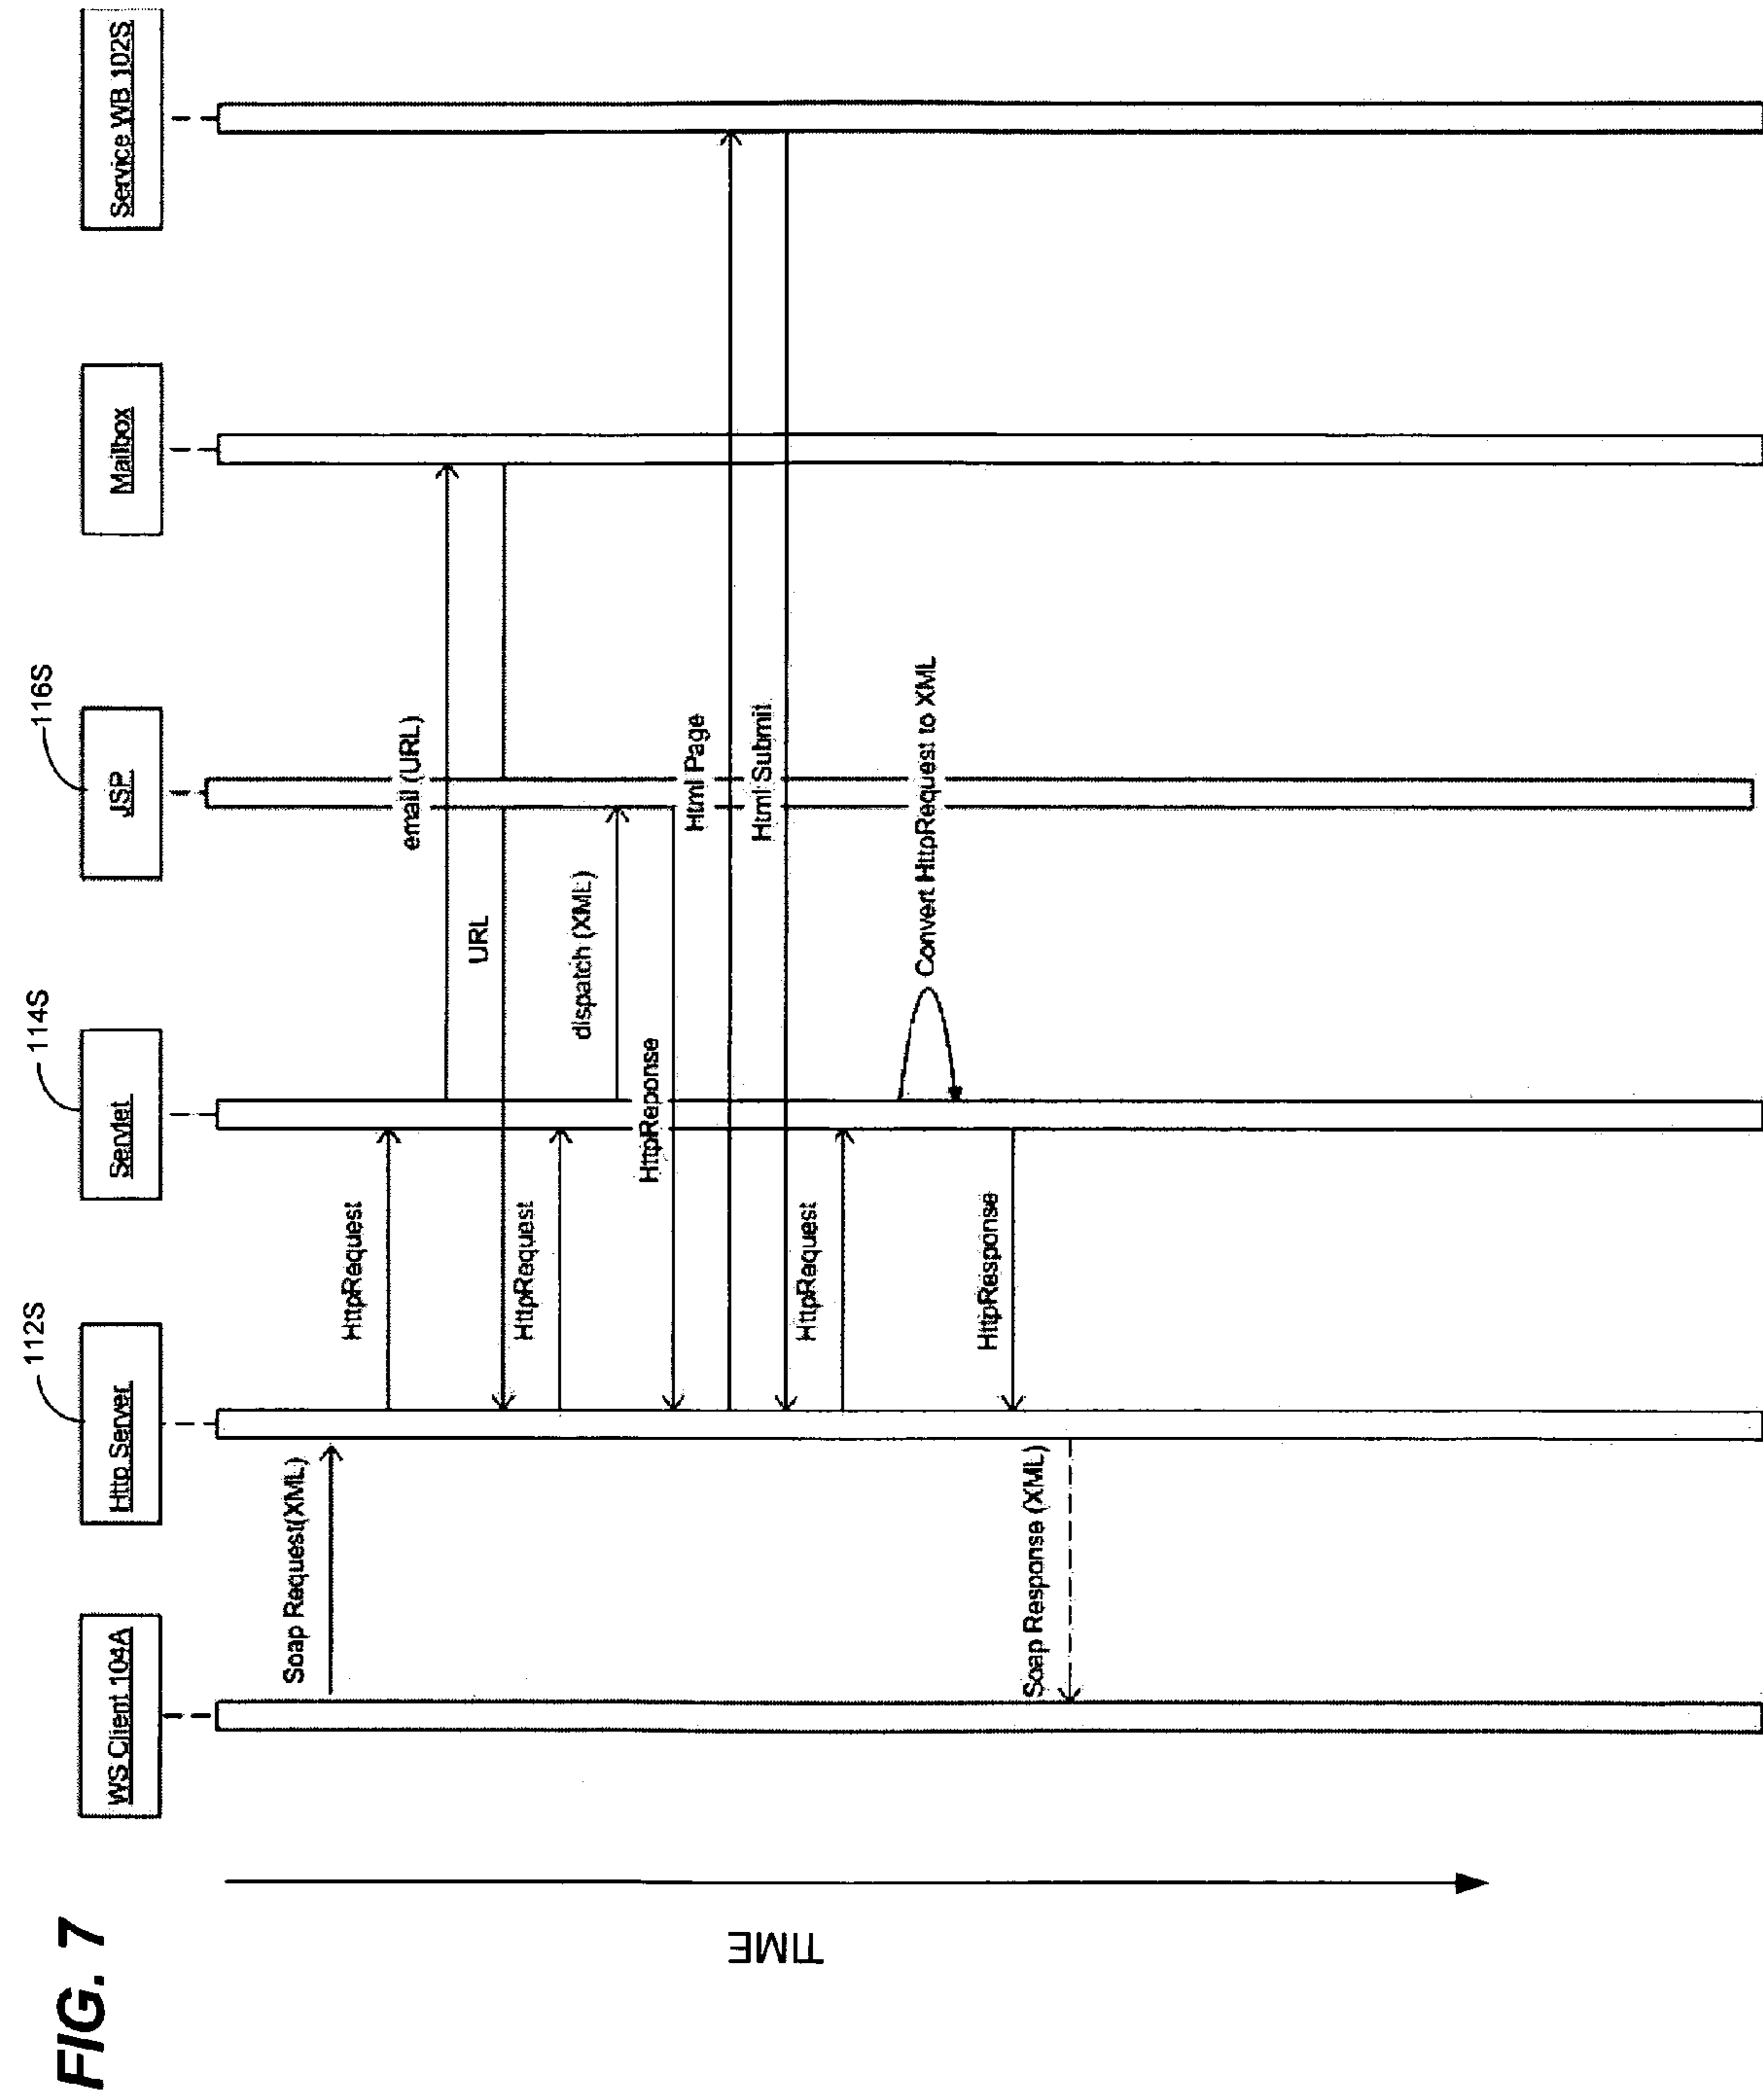 FIG. 7
TIME
WS Client 104A
Http Server
112S
Servlet
114S
JSP
116S
Mailbox
Service WB 102S
Soap Request(XML)
HttpRequest
email (URL)
URL
HttpRequest
dispatch (XML)
HttpReponse
Html Page
Html Submit
HttpRequest
Convert HttpRequest to XML
HttpResponse
Soap Response (XML)